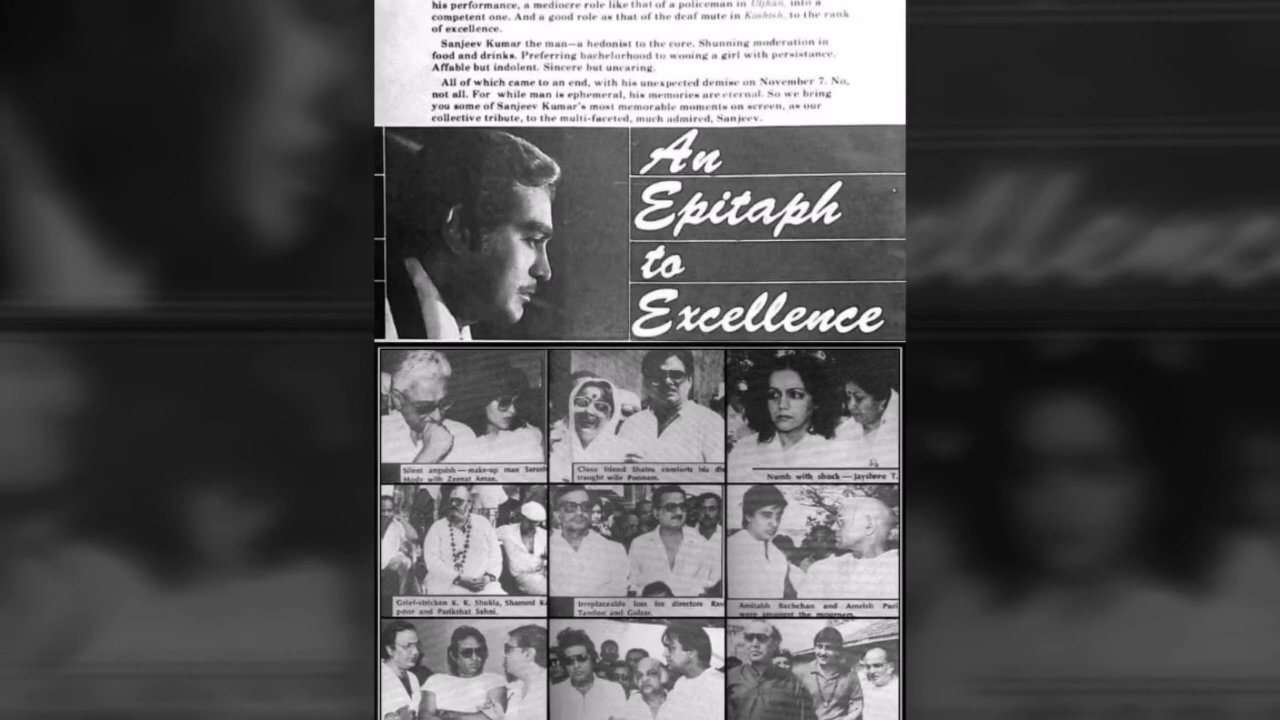 his performance, a mediocre role like that of a policeman in Uljhan, into a
competent one. And a good role as that of the deaf mute in Koshish, to the rank
of excellence.
Sanjeev Kumar the man—a hedonist to the core. Shunning moderation in
food and drinks. Preferring bachelorhood to wooing a girl with persistance.
Affable but indolent. Sincere but uncaring.
All of which came to an end, with his unexpected demise on November 7. No,
not all. For while man is ephemeral, his memories are eternal. So we bring
you some of Sanjeev Kumar's most memorable moments on screen, as our
collective tribute, to the multi-faceted, much admired, Sanjeev.
An
Epitaph
to
Excellence
Silent anguish—make-up man Sarosh
Mody with Zeenat Aman.
Close friend Shatru comforts his dis
traught wife Poonam.
Numb with shock—Jayshree T.
Grief-stricken K. K. Shukla, Shammi Ka
poor and Parikshat Sahni.
Irreplaceable loss for directors Ravi
Tandon and Gulzar.
Amitabh Bachchan and Amrish Puri
were amongst the mourners.